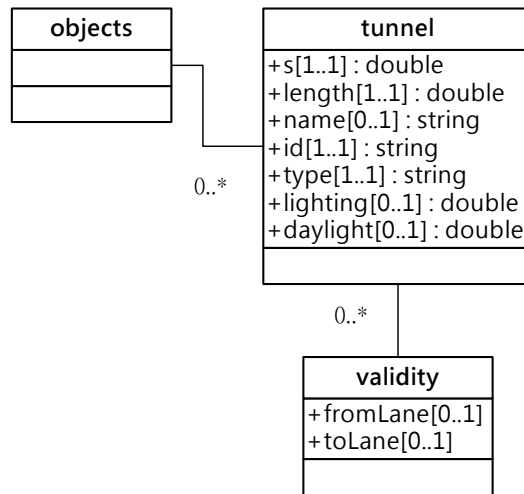 objects
tunnel
+s[1..1] : double
+length[1..1] : double
+name[0..1] : string
+id[1..1] : string
+type[1..1] : string
+lighting[0..1] : double
+daylight[0..1] : double
0..*
0..*
validity
+fromLane[0..1]
+toLane[0..1]